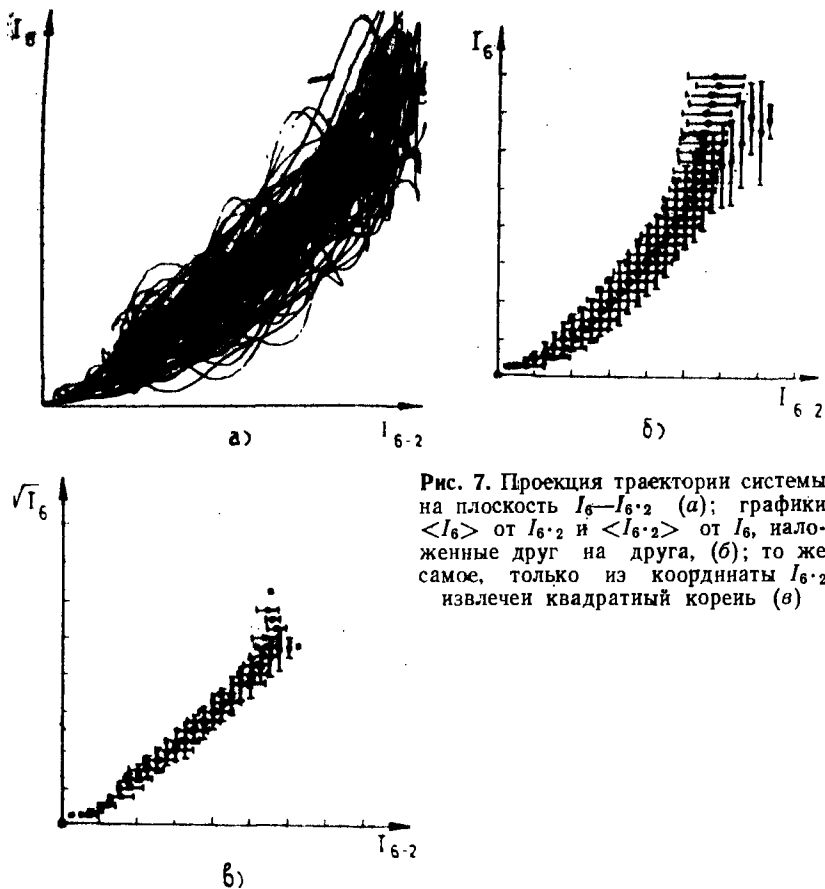 I₆
I₆₋₂
а)
I₆
I₆₋₂
б)
√I₆
I₆₋₂
в)
Рис. 7. Проекция траектории системы
на плоскость I₆—I₆·₂ (а); графики
<I₆> от I₆·₂ и <I₆·₂> от I₆, нало-
женные друг на друга, (б); то же
самое, только из координаты I₆·₂
извлечен квадратный корень (в)